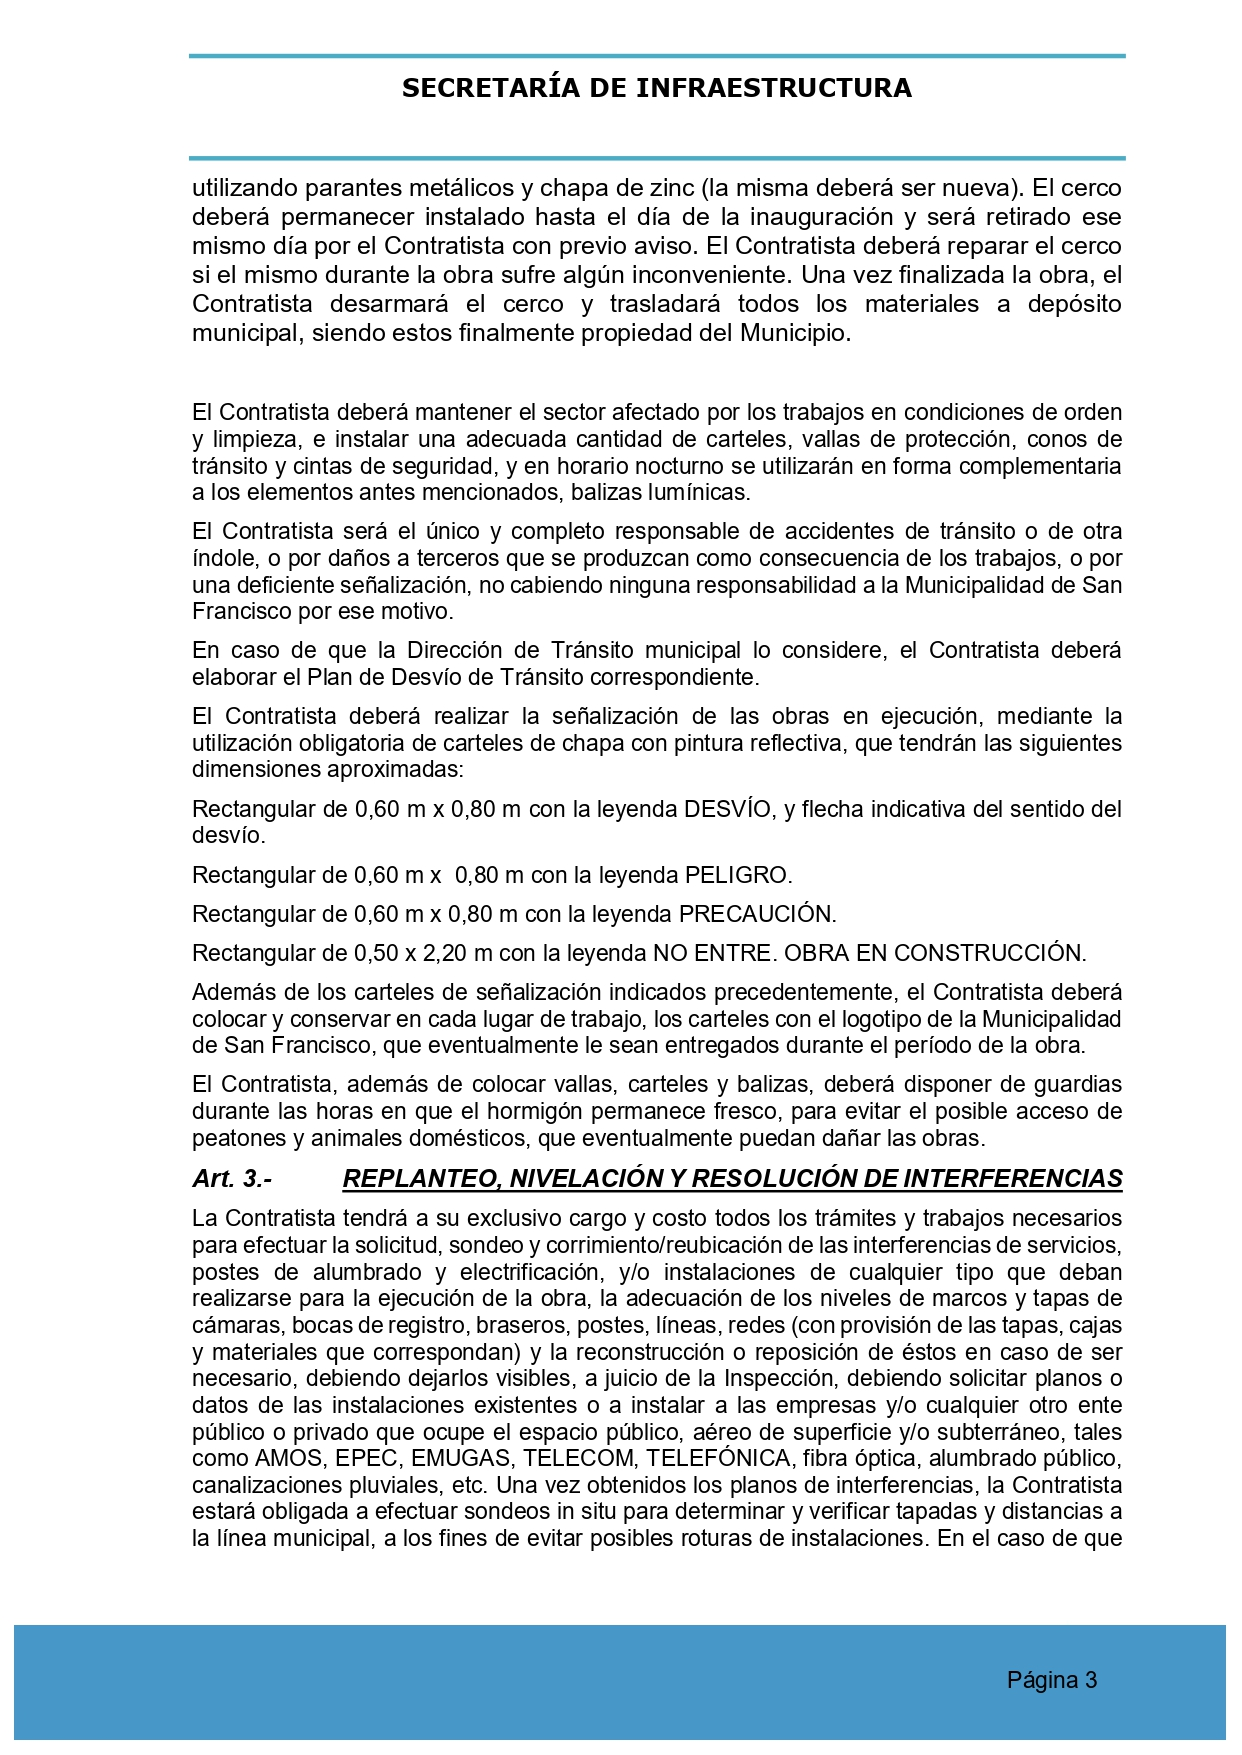 SECRETARÍA DE INFRAESTRUCTURA
utilizando parantes metálicos y chapa de zinc (la misma deberá ser nueva). El cerco
deberá permanecer instalado hasta el día de la inauguración y será retirado ese
mismo día por el Contratista con previo aviso. El Contratista deberá reparar el cerco
si el mismo durante la obra sufre algún inconveniente. Una vez finalizada la obra, el
Contratista desarmará el cerco y trasladará todos los materiales a depósito
municipal, siendo estos finalmente propiedad del Municipio.
El Contratista deberá mantener el sector afectado por los trabajos en condiciones de orden
y limpieza, e instalar una adecuada cantidad de carteles, vallas de protección, conos de
tránsito y cintas de seguridad, y en horario nocturno se utilizarán en forma complementaria
a los elementos antes mencionados, balizas lumínicas.
El Contratista será el único y completo responsable de accidentes de tránsito o de otra
índole, o por daños a terceros que se produzcan como consecuencia de los trabajos, o por
una deficiente señalización, no cabiendo ninguna responsabilidad a la Municipalidad de San
Francisco por ese motivo.
En caso de que la Dirección de Tránsito municipal lo considere, el Contratista deberá
elaborar el Plan de Desvío de Tránsito correspondiente.
El Contratista deberá realizar la señalización de las obras en ejecución, mediante la
utilización obligatoria de carteles de chapa con pintura reflectiva, que tendrán las siguientes
dimensiones aproximadas:
Rectangular de 0,60 m x 0,80 m con la leyenda DESVÍO, y flecha indicativa del sentido del
desvío.
Rectangular de 0,60 m x  0,80 m con la leyenda PELIGRO.
Rectangular de 0,60 m x 0,80 m con la leyenda PRECAUCIÓN.
Rectangular de 0,50 x 2,20 m con la leyenda NO ENTRE. OBRA EN CONSTRUCCIÓN.
Además de los carteles de señalización indicados precedentemente, el Contratista deberá
colocar y conservar en cada lugar de trabajo, los carteles con el logotipo de la Municipalidad
de San Francisco, que eventualmente le sean entregados durante el período de la obra.
El Contratista, además de colocar vallas, carteles y balizas, deberá disponer de guardias
durante las horas en que el hormigón permanece fresco, para evitar el posible acceso de
peatones y animales domésticos, que eventualmente puedan dañar las obras.
Art. 3.- REPLANTEO, NIVELACIÓN Y RESOLUCIÓN DE INTERFERENCIAS
La Contratista tendrá a su exclusivo cargo y costo todos los trámites y trabajos necesarios
para efectuar la solicitud, sondeo y corrimiento/reubicación de las interferencias de servicios,
postes de alumbrado y electrificación, y/o instalaciones de cualquier tipo que deban
realizarse para la ejecución de la obra, la adecuación de los niveles de marcos y tapas de
cámaras, bocas de registro, braseros, postes, líneas, redes (con provisión de las tapas, cajas
y materiales que correspondan) y la reconstrucción o reposición de éstos en caso de ser
necesario, debiendo dejarlos visibles, a juicio de la Inspección, debiendo solicitar planos o
datos de las instalaciones existentes o a instalar a las empresas y/o cualquier otro ente
público o privado que ocupe el espacio público, aéreo de superficie y/o subterráneo, tales
como AMOS, EPEC, EMUGAS, TELECOM, TELEFÓNICA, fibra óptica, alumbrado público,
canalizaciones pluviales, etc. Una vez obtenidos los planos de interferencias, la Contratista
estará obligada a efectuar sondeos in situ para determinar y verificar tapadas y distancias a
la línea municipal, a los fines de evitar posibles roturas de instalaciones. En el caso de que
Página 3